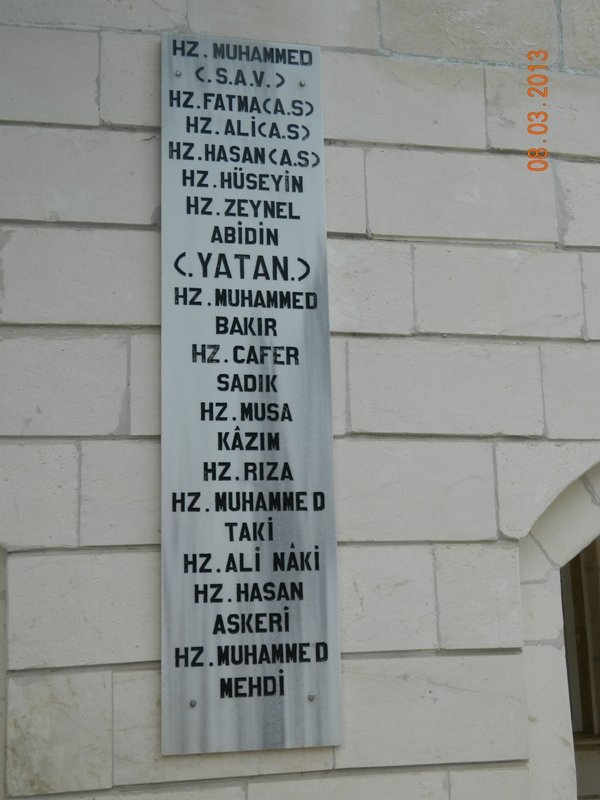 HZ. MUHAMMED
(.S.A.V.)
HZ.FATMA(A.S)
HZ.ALİ(A.S)
HZ.HASAN(A.S)
HZ.HÜSEYİN
HZ.ZEYNEL
ABİDİN
(.YATAN.)
HZ.MUHAMMED
BAKIR
HZ.CAFER
SADIK
HZ.MUSA
KÂZIM
HZ.RIZA
HZ.MUHAMMED
TAKİ
HZ.ALİ NÂKİ
HZ.HASAN
ASKERİ
HZ.MUHAMMED
MEHDİ
08.03.2013